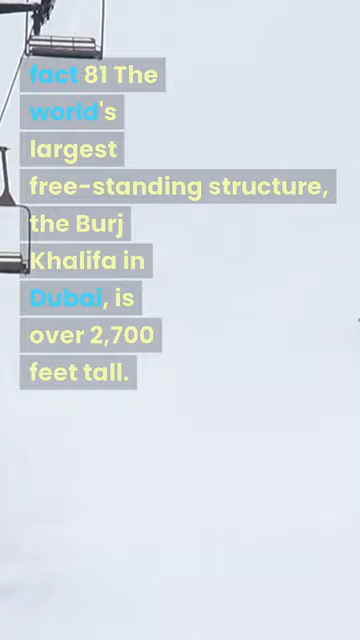 fact 81 The
world's
largest
free-standing structure,
the Burj
Khalifa in
Dubai, is
over 2,700
feet tall.